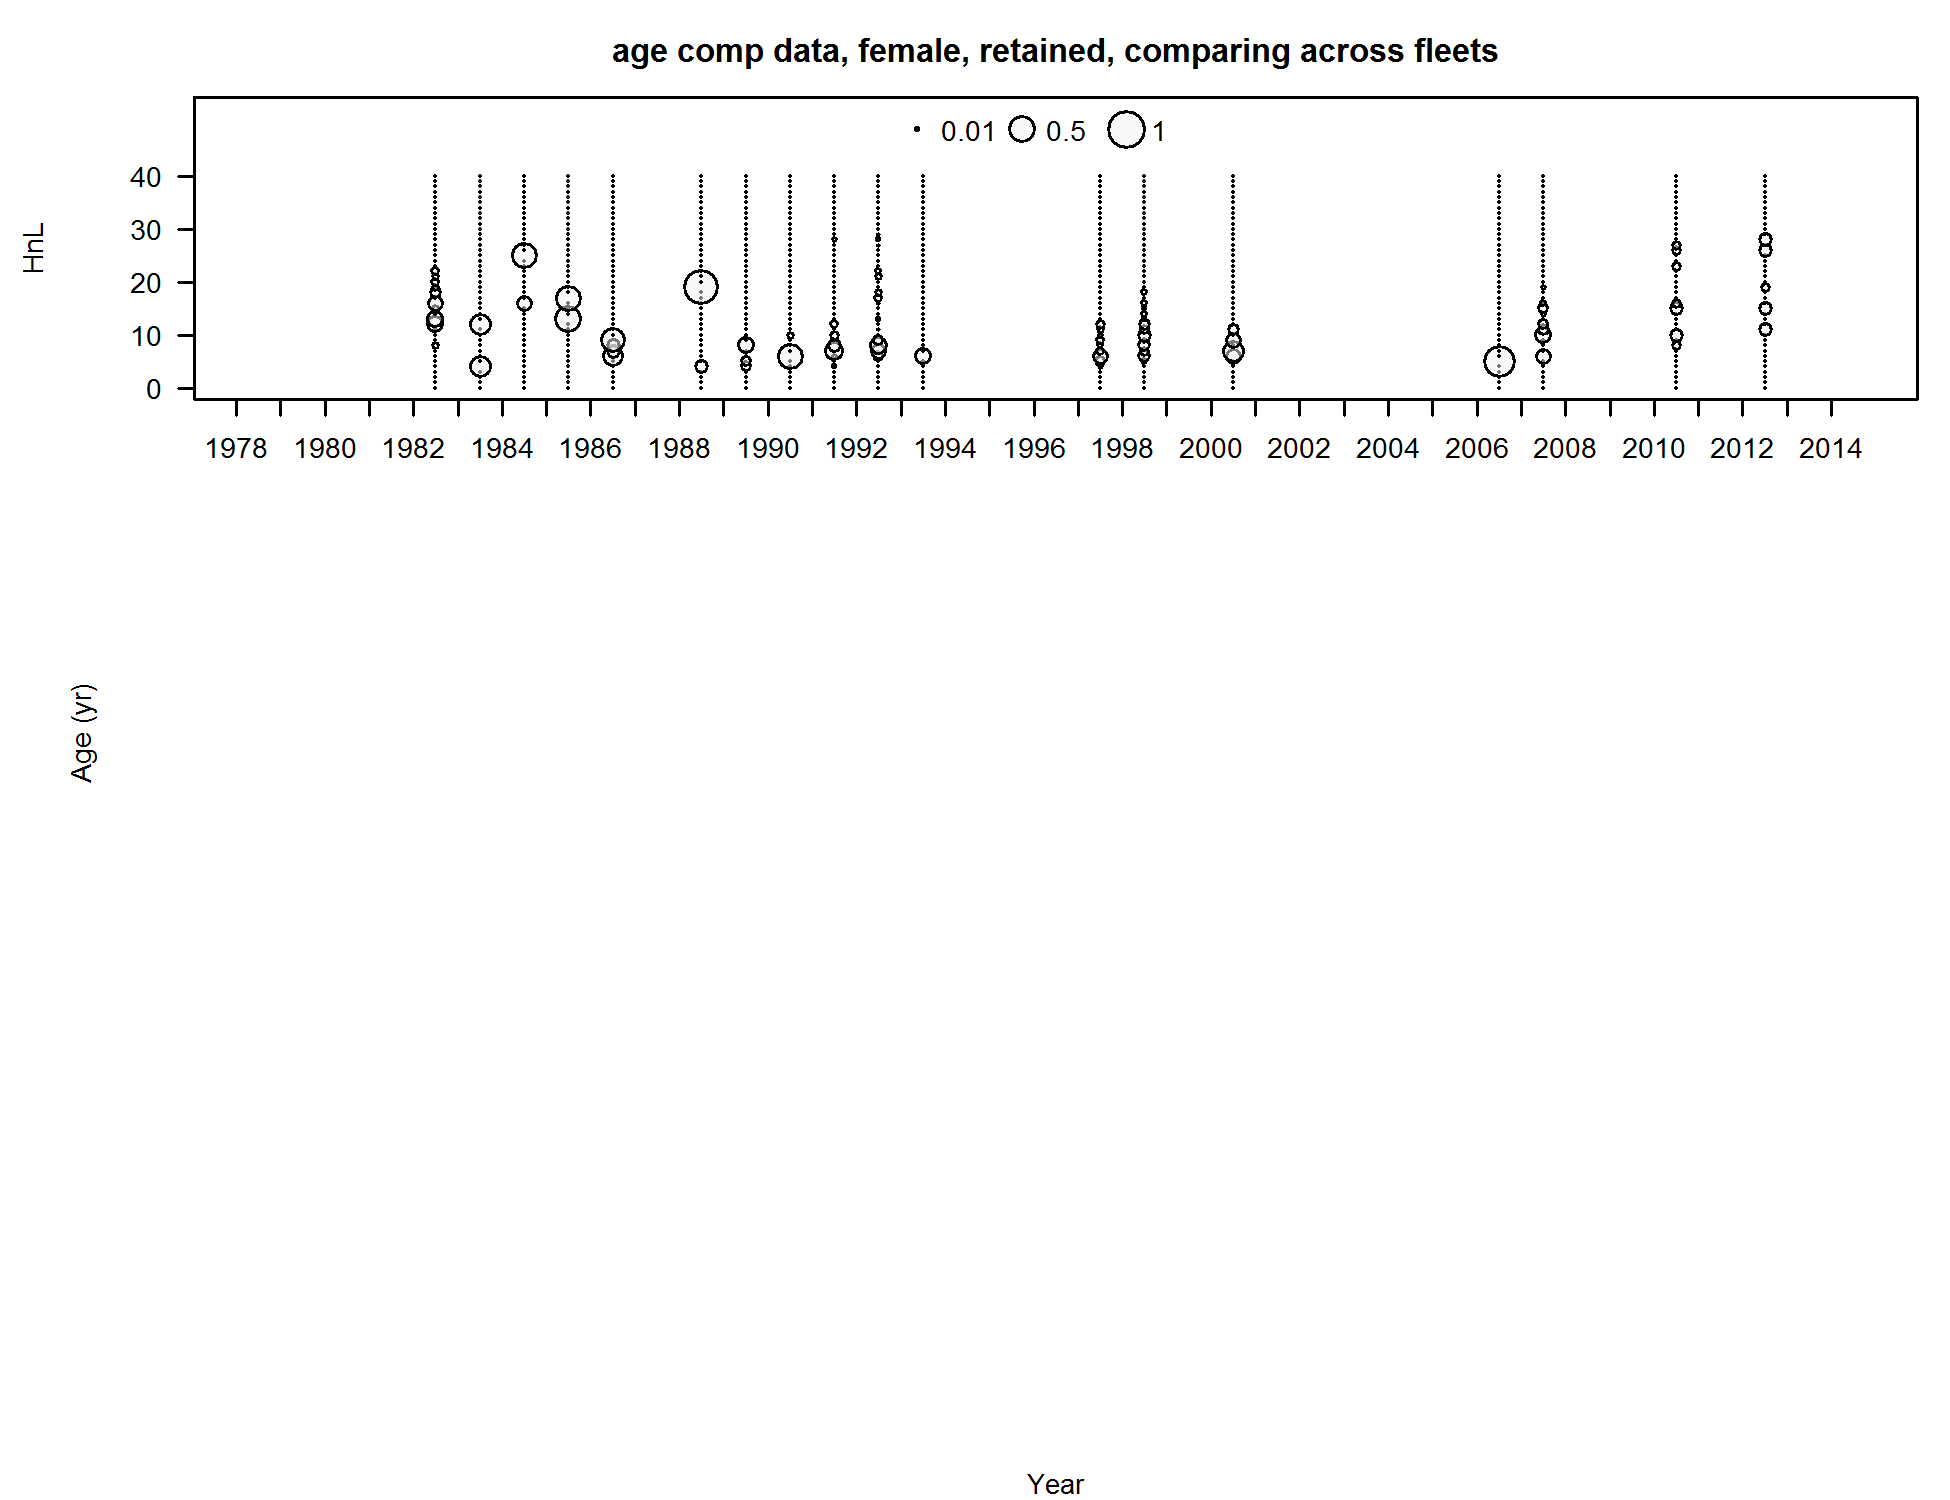 age comp data, female, retained, comparing across fleets
0.01 0.5 1
HnL
40
30
20
10
0
1978 1980 1982 1984 1986 1988 1990 1992 1994 1996 1998 2000 2002 2004 2006 2008 2010 2012 2014
Age (yr)
Year